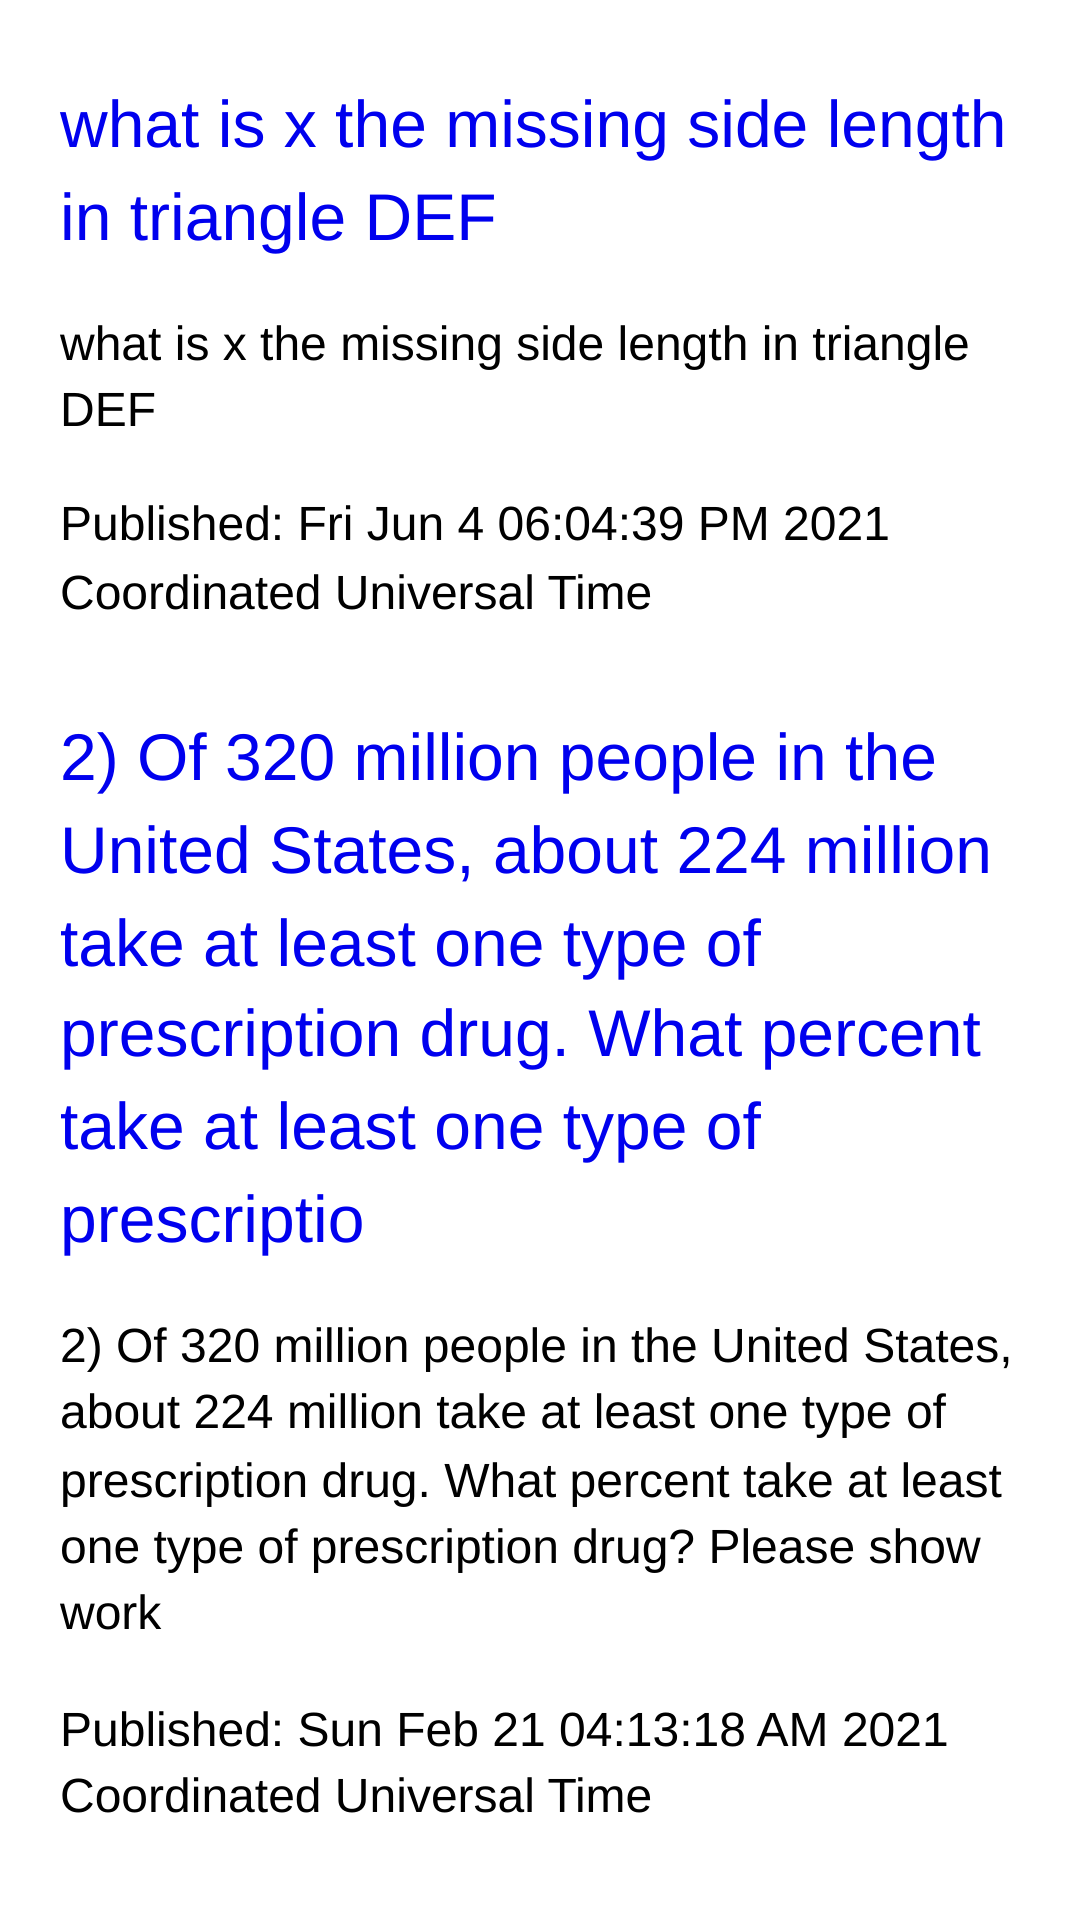 what is x the missing side length
in triangle DEF
what is x the missing side length in triangle
DEF
Published: Fri Jun 4 06:04:39 PM 2021
Coordinated Universal Time
2) Of 320 million people in the
United States, about 224 million
take at least one type of
prescription drug. What percent
take at least one type of
prescriptio
2) Of 320 million people in the United States,
about 224 million take at least one type of
prescription drug. What percent take at least
one type of prescription drug? Please show
work
Published: Sun Feb 21 04:13:18 AM 2021
Coordinated Universal Time